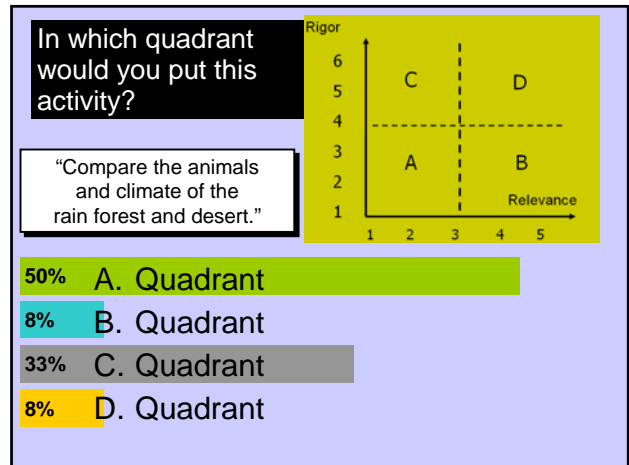 In which quadrant
would you put this
activity?
Rigor
6
5
4
3
2
1
C
D
A
B
Relevance
1 2 3 4 5
“Compare the animals
and climate of the
rain forest and desert.”
50% A. Quadrant
8% B. Quadrant
33% C. Quadrant
8% D. Quadrant